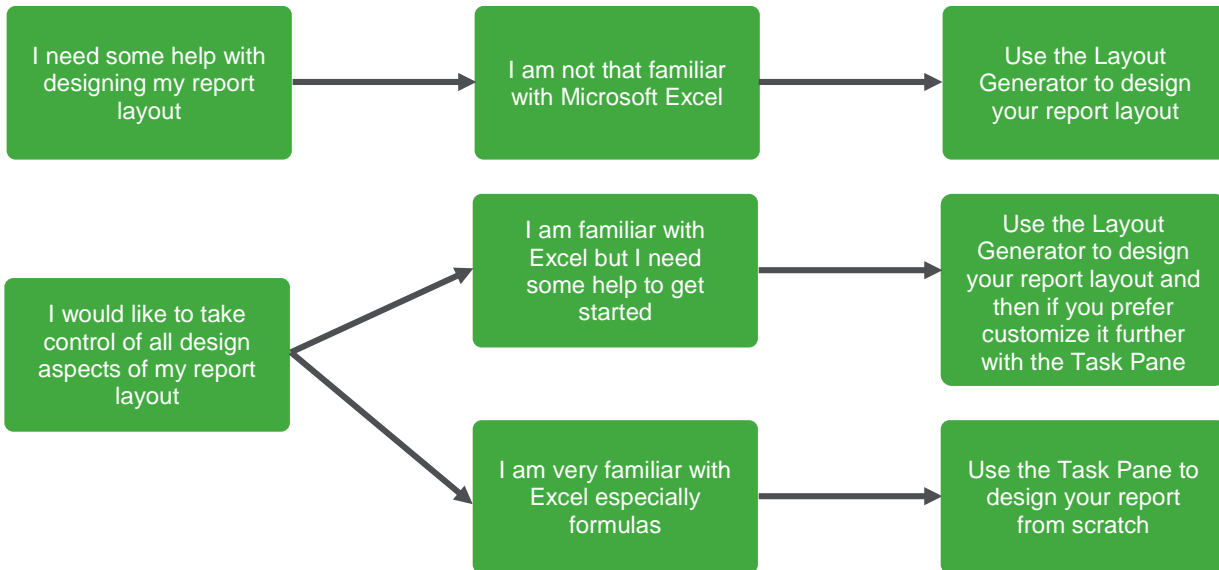 I need some help with
designing my report
layout
I am not that familiar
with Microsoft Excel
Use the Layout
Generator to design
your report layout
I would like to take
control of all design
aspects of my report
layout
I am familiar with
Excel but I need
some help to get
started
Use the Layout
Generator to design
your report layout and
then if you prefer
customize it further
with the Task Pane
I am very familiar with
Excel especially
formulas
Use the Task Pane to
design your report
from scratch